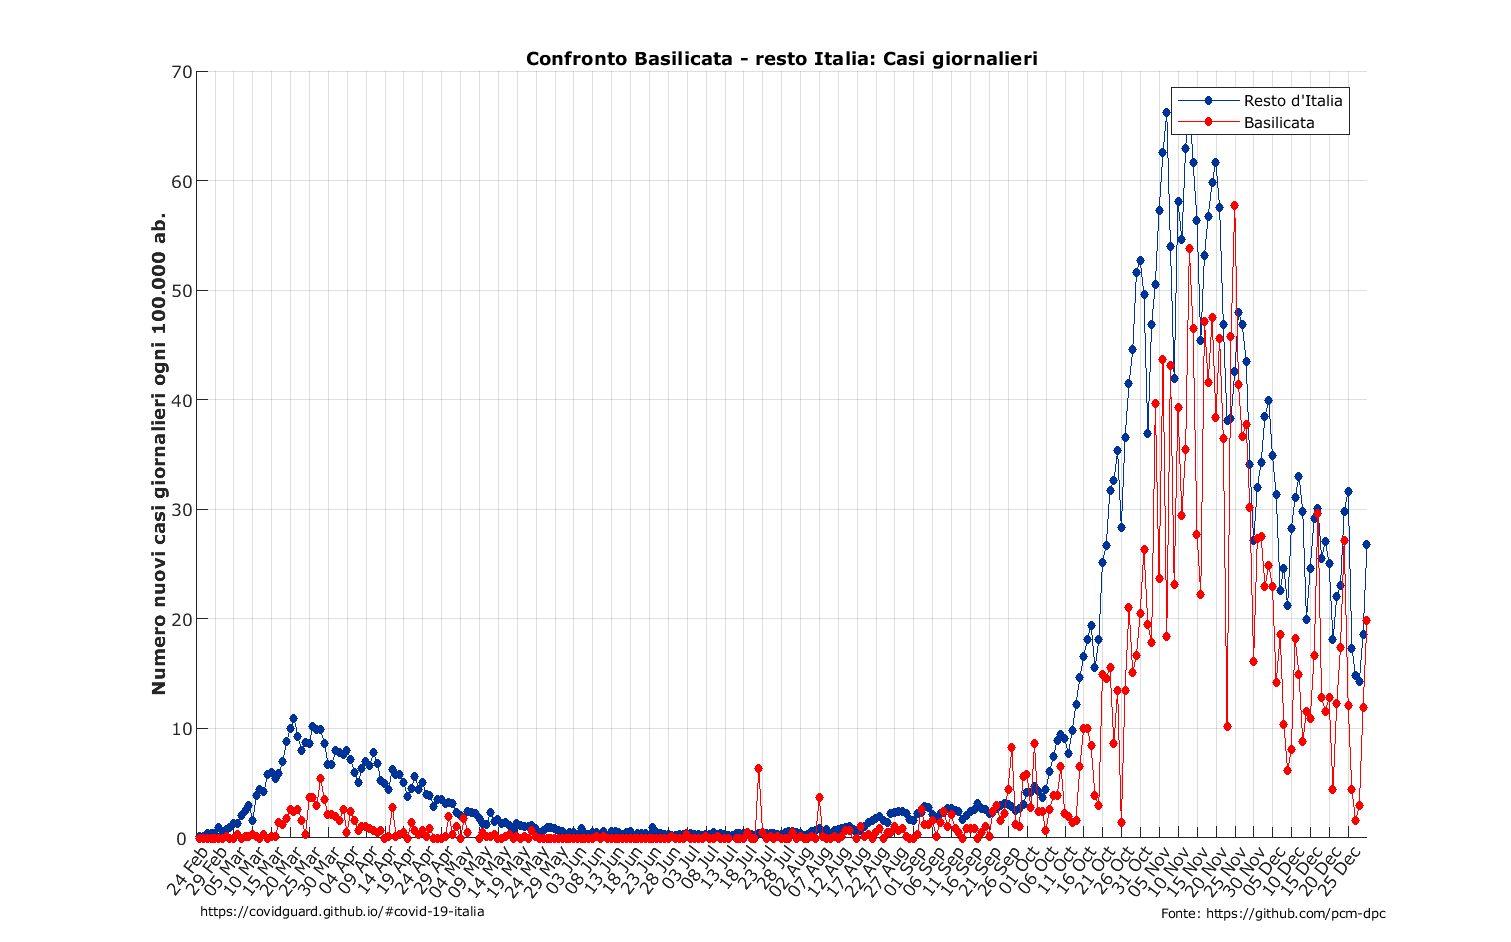 Confronto Basilicata - resto Italia: Casi giornalieri
Resto d'Italia
Basilicata
Numero nuovi casi giornalieri ogni 100.000 ab.
70
60
50
40
30
20
10
0
24 Feb
29 Feb
05 Mar
10 Mar
15 Mar
20 Mar
25 Mar
30 Mar
04 Apr
09 Apr
14 Apr
19 Apr
24 Apr
29 Apr
04 May
09 May
14 May
19 May
24 May
29 May
03 Jun
08 Jun
13 Jun
18 Jun
23 Jun
28 Jun
03 Jul
08 Jul
13 Jul
18 Jul
23 Jul
28 Jul
02 Aug
07 Aug
12 Aug
17 Aug
22 Aug
27 Aug
01 Sep
06 Sep
11 Sep
16 Sep
21 Sep
26 Sep
01 Oct
06 Oct
11 Oct
16 Oct
21 Oct
26 Oct
31 Oct
05 Nov
10 Nov
15 Nov
20 Nov
25 Nov
30 Nov
05 Dec
10 Dec
15 Dec
20 Dec
25 Dec
https://covidguard.github.io/#covid-19-italia
Fonte: https://github.com/pcm-dpc